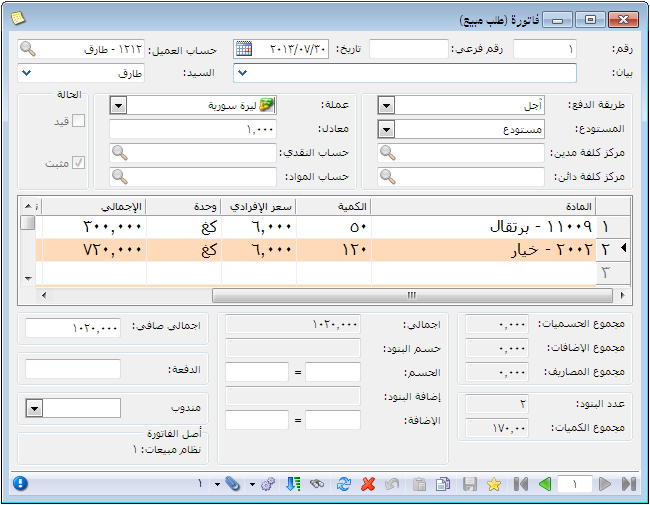 فاتورة (طلب مبيع)
رقم: ١ رقم فرعي: تاريخ: ٢٠١٣/٠٧/٣٠ حساب العميل: ١٢١٢ - طارق
بيان: السيد: طارق
طريقة الدفع: آجل
المستودع: مستودع
مركز كلفة مدين:
مركز كلفة دائن:
عملة: ليرة سورية
معادل: ١,٠٠٠
حساب النقدي:
حساب المواد:
الحالة
قيد
مثبت
المادة الكمية سعر الإفرادي وحدة الإجمالي
١ ١١٠٠٩ - برتقال ٥٠ ٦,٠٠٠ كغ ٣٠٠,٠٠٠
٢ ٢٠٠٢ - خيار ١٢٠ ٦,٠٠٠ كغ ٧٢٠,٠٠٠
٣
مجموع الحسميات: ٠,٠٠٠
مجموع الإضافات: ٠,٠٠٠
مجموع المصاريف: ٠,٠٠٠
عدد البنود: ٢
مجموع الكميات: ١٧٠,٠٠
اجمالي: ١٠٢٠,٠٠٠
حسم البنود:
الحسم: =
إضافة البنود:
الإضافة: =
اجمالي صافي: ١٠٢٠,٠٠٠
الدفعة:
مندوب
أصل الفاتورة
نظام مبيعات: ١
١ ١